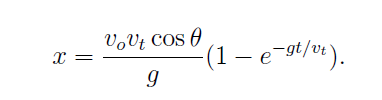 x = \frac{v_o v_t \cos\theta}{g}(1 - e^{-gt/v_t}).